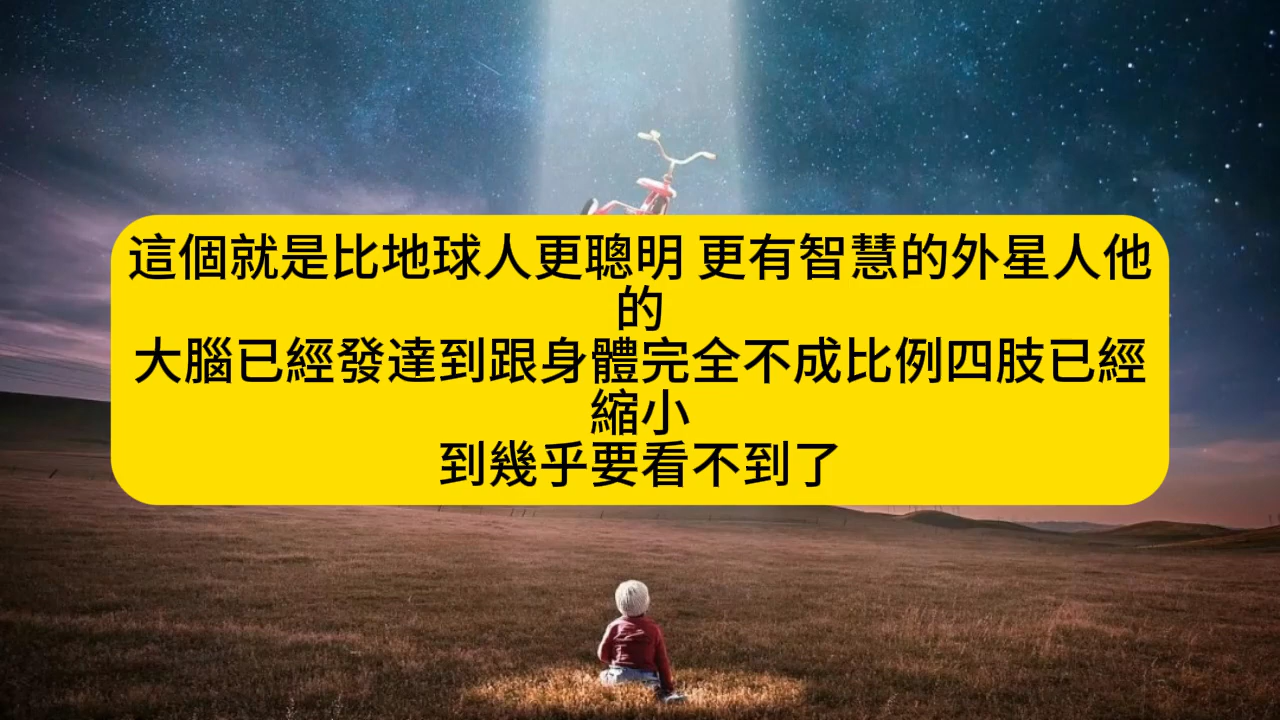 這個就是比地球人更聰明 更有智慧的外星人他
的
大腦已經發達到跟身體完全不成比例四肢已經
縮小
到幾乎要看不到了